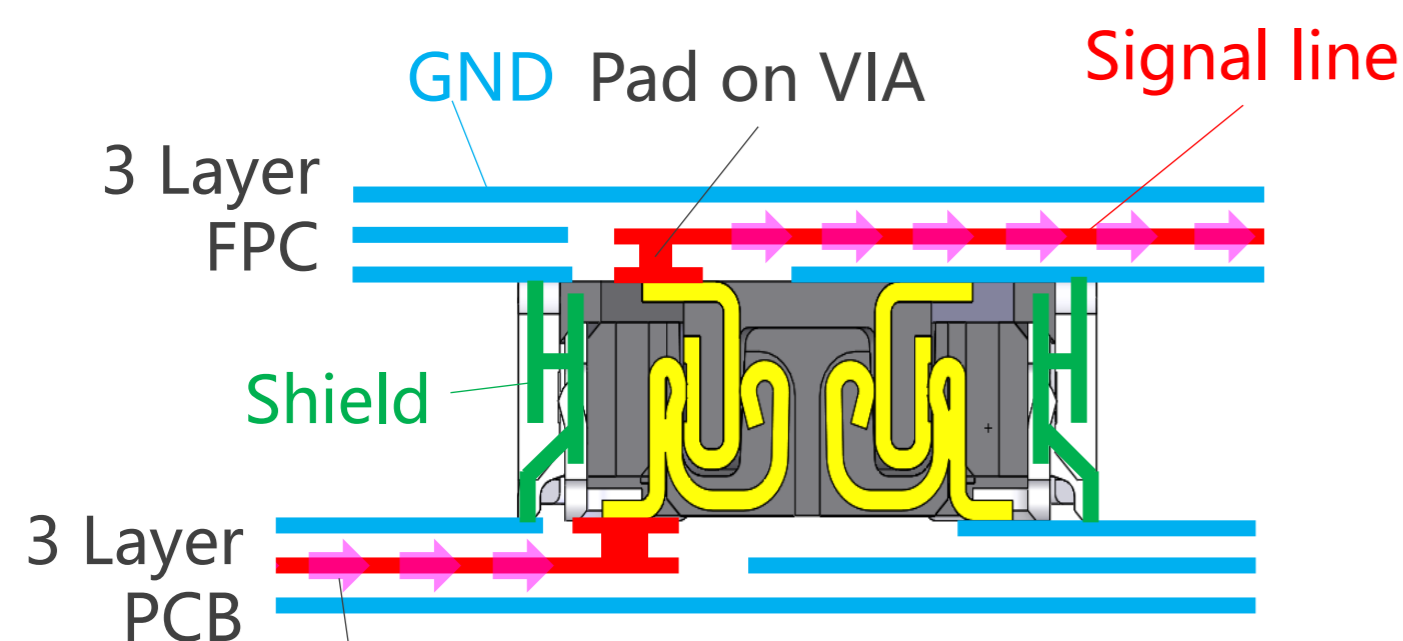 GND Pad on VIA
Signal line
3 Layer
FPC
Shield
3 Layer
PCB